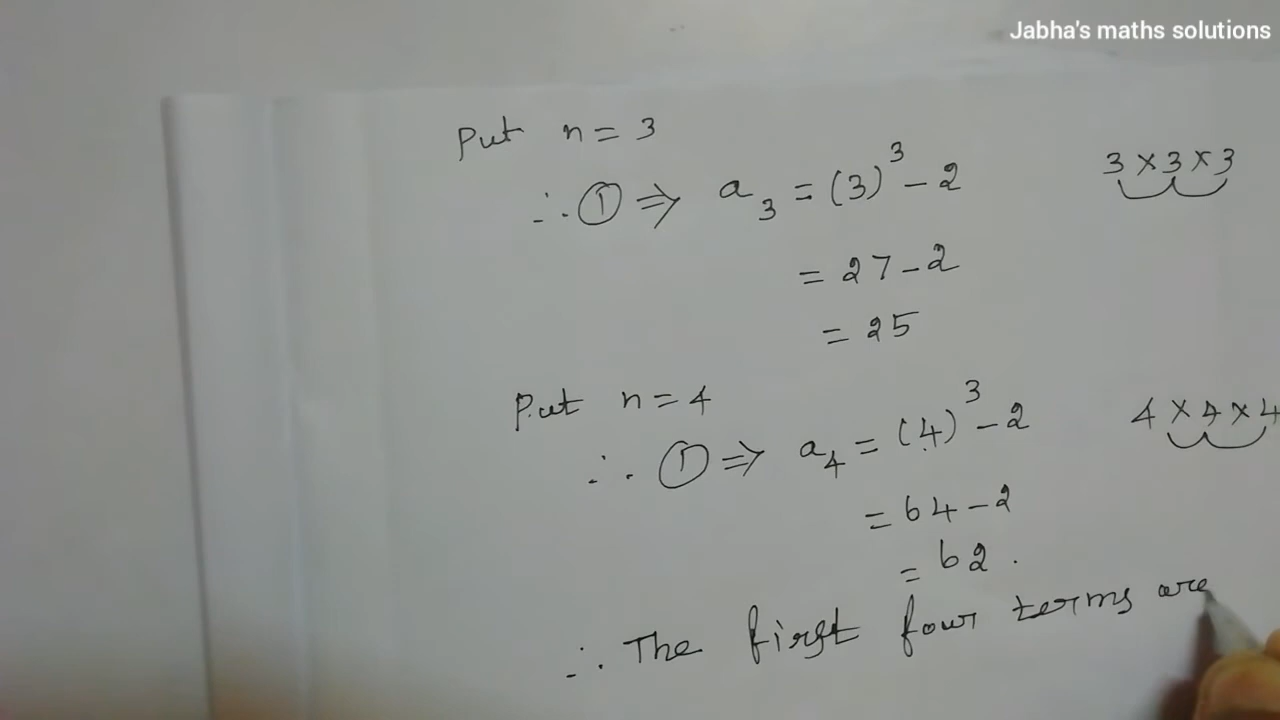 Jabha's maths solutions
Put n = 3
∴ ① ⇒ a₃ = (3)³ - 2
3 × 3 × 3
= 27 - 2
= 25
Put n = 4
∴ ① ⇒ a₄ = (4)³ - 2
4 × 4 × 4
= 64 - 2
= 62.
∴ The first four terms are